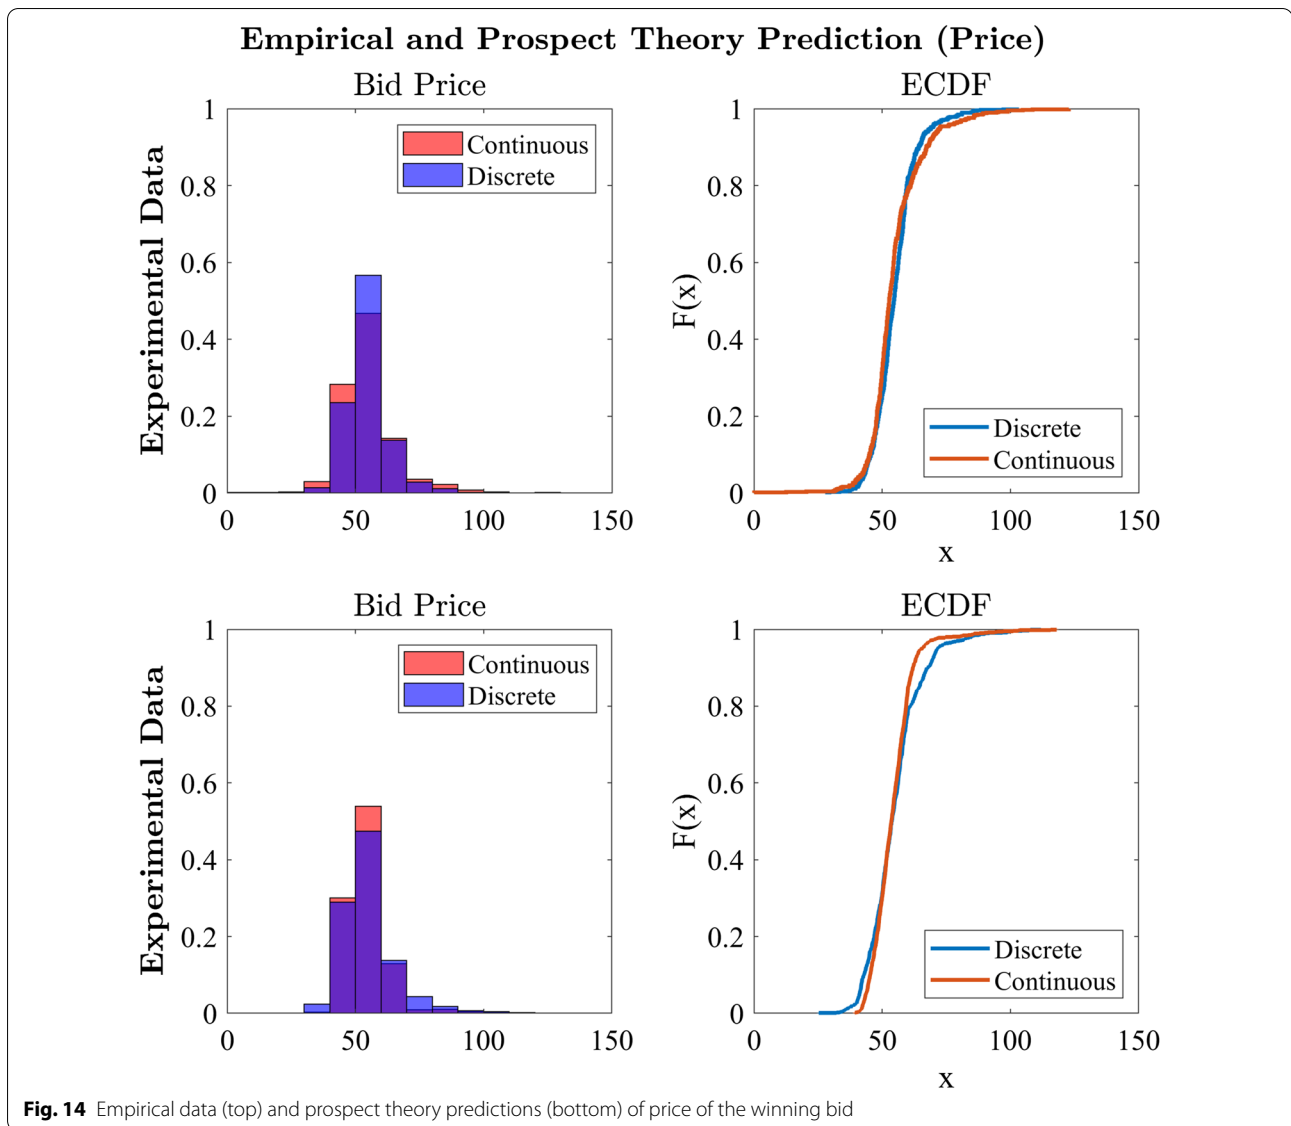 Empirical and Prospect Theory Prediction (Price)
Bid Price
Experimental Data
1
0.8
0.6
0.4
0.2
0
0
50
100
150
Continuous
Discrete
ECDF
F(x)
1
0.8
0.6
0.4
0.2
0
0
50
100
150
x
Discrete
Continuous
Bid Price
Experimental Data
1
0.8
0.6
0.4
0.2
0
0
50
100
150
Continuous
Discrete
ECDF
F(x)
1
0.8
0.6
0.4
0.2
0
0
50
100
150
x
Discrete
Continuous
Fig. 14 Empirical data (top) and prospect theory predictions (bottom) of price of the winning bid